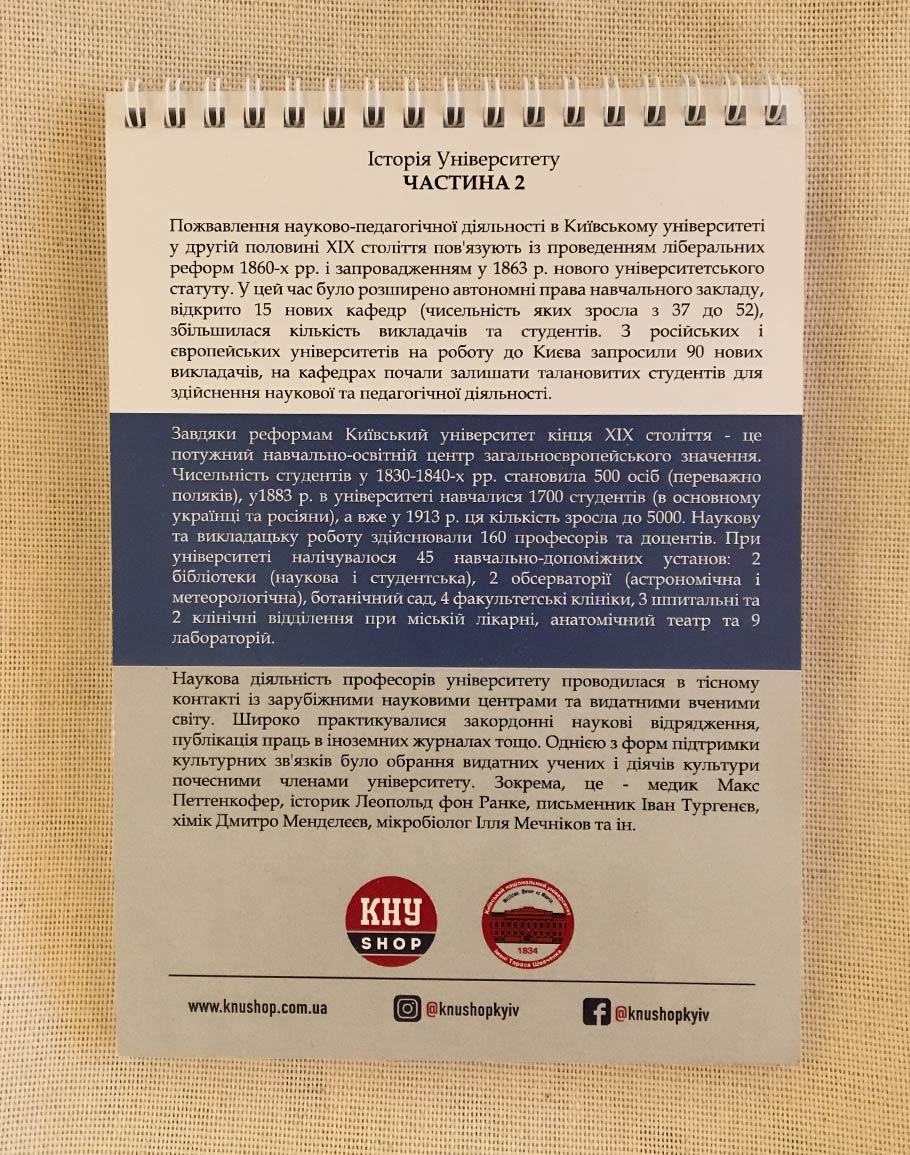 Історія Університету
ЧАСТИНА 2
Пожвавлення науково-педагогічної діяльності в Київському університеті
у другій половині XIX століття пов'язують із проведенням ліберальних
реформ 1860-х рр. і запровадженням у 1863 р. нового університетського
статуту. У цей час було розширено автономні права навчального закладу,
відкрито 15 нових кафедр (чисельність яких зросла з 37 до 52),
збільшилася кількість викладачів та студентів. З російських і
європейських університетів на роботу до Києва запросили 90 нових
викладачів, на кафедрах почали залишати талановитих студентів для
здійснення наукової та педагогічної діяльності.
Завдяки реформам Київський університет кінця XIX століття - це
потужний навчально-освітній центр загальноєвропейського значення.
Чисельність студентів у 1830-1840-х рр. становила 500 осіб (переважно
поляків), у1883 р. в університеті навчалися 1700 студентів (в основному
українці та росіяни), а вже у 1913 р. ця кількість зросла до 5000. Наукову
та викладацьку роботу здійснювали 160 професорів та доцентів. При
університеті налічувалося 45 навчально-допоміжних установ: 2
бібліотеки (наукова і студентська), 2 обсерваторії (астрономічна і
метеорологічна), ботанічний сад, 4 факультетські клініки, 3 шпитальні та
2 клінічні відділення при міській лікарні, анатомічний театр та 9
лабораторій.
Наукова діяльність професорів університету проводилася в тісному
контакті із зарубіжними науковими центрами та видатними вченими
світу. Широко практикувалися закордонні наукові відрядження,
публікація праць в іноземних журналах тощо. Однією з форм підтримки
культурних зв'язків було обрання видатних учених і діячів культури
почесними членами університету. Зокрема, це - медик Макс
Петтенкофер, історик Леопольд фон Ранке, письменник Іван Тургенєв,
хімік Дмитро Мендєлєєв, мікробіолог Ілля Мечніков та ін.
КНУ
SHOP
Київський національний університет
1834
імені Тараса Шевченка
www.knushop.com.ua
@knushopkyiv
@knushopkyiv